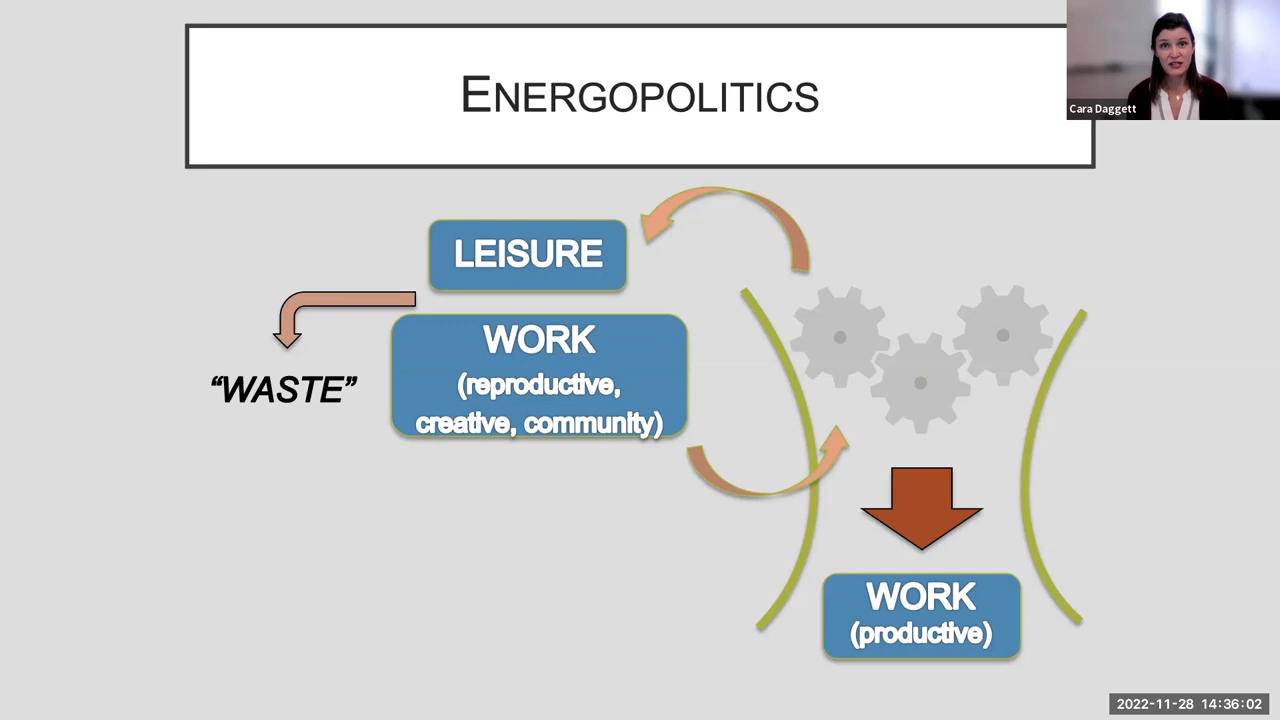 ENERGOPOLITICS
Cara Daggett
LEISURE
WORK
(reproductive,
creative, community)
“WASTE”
WORK
(productive)
2022-11-28 14:36:02